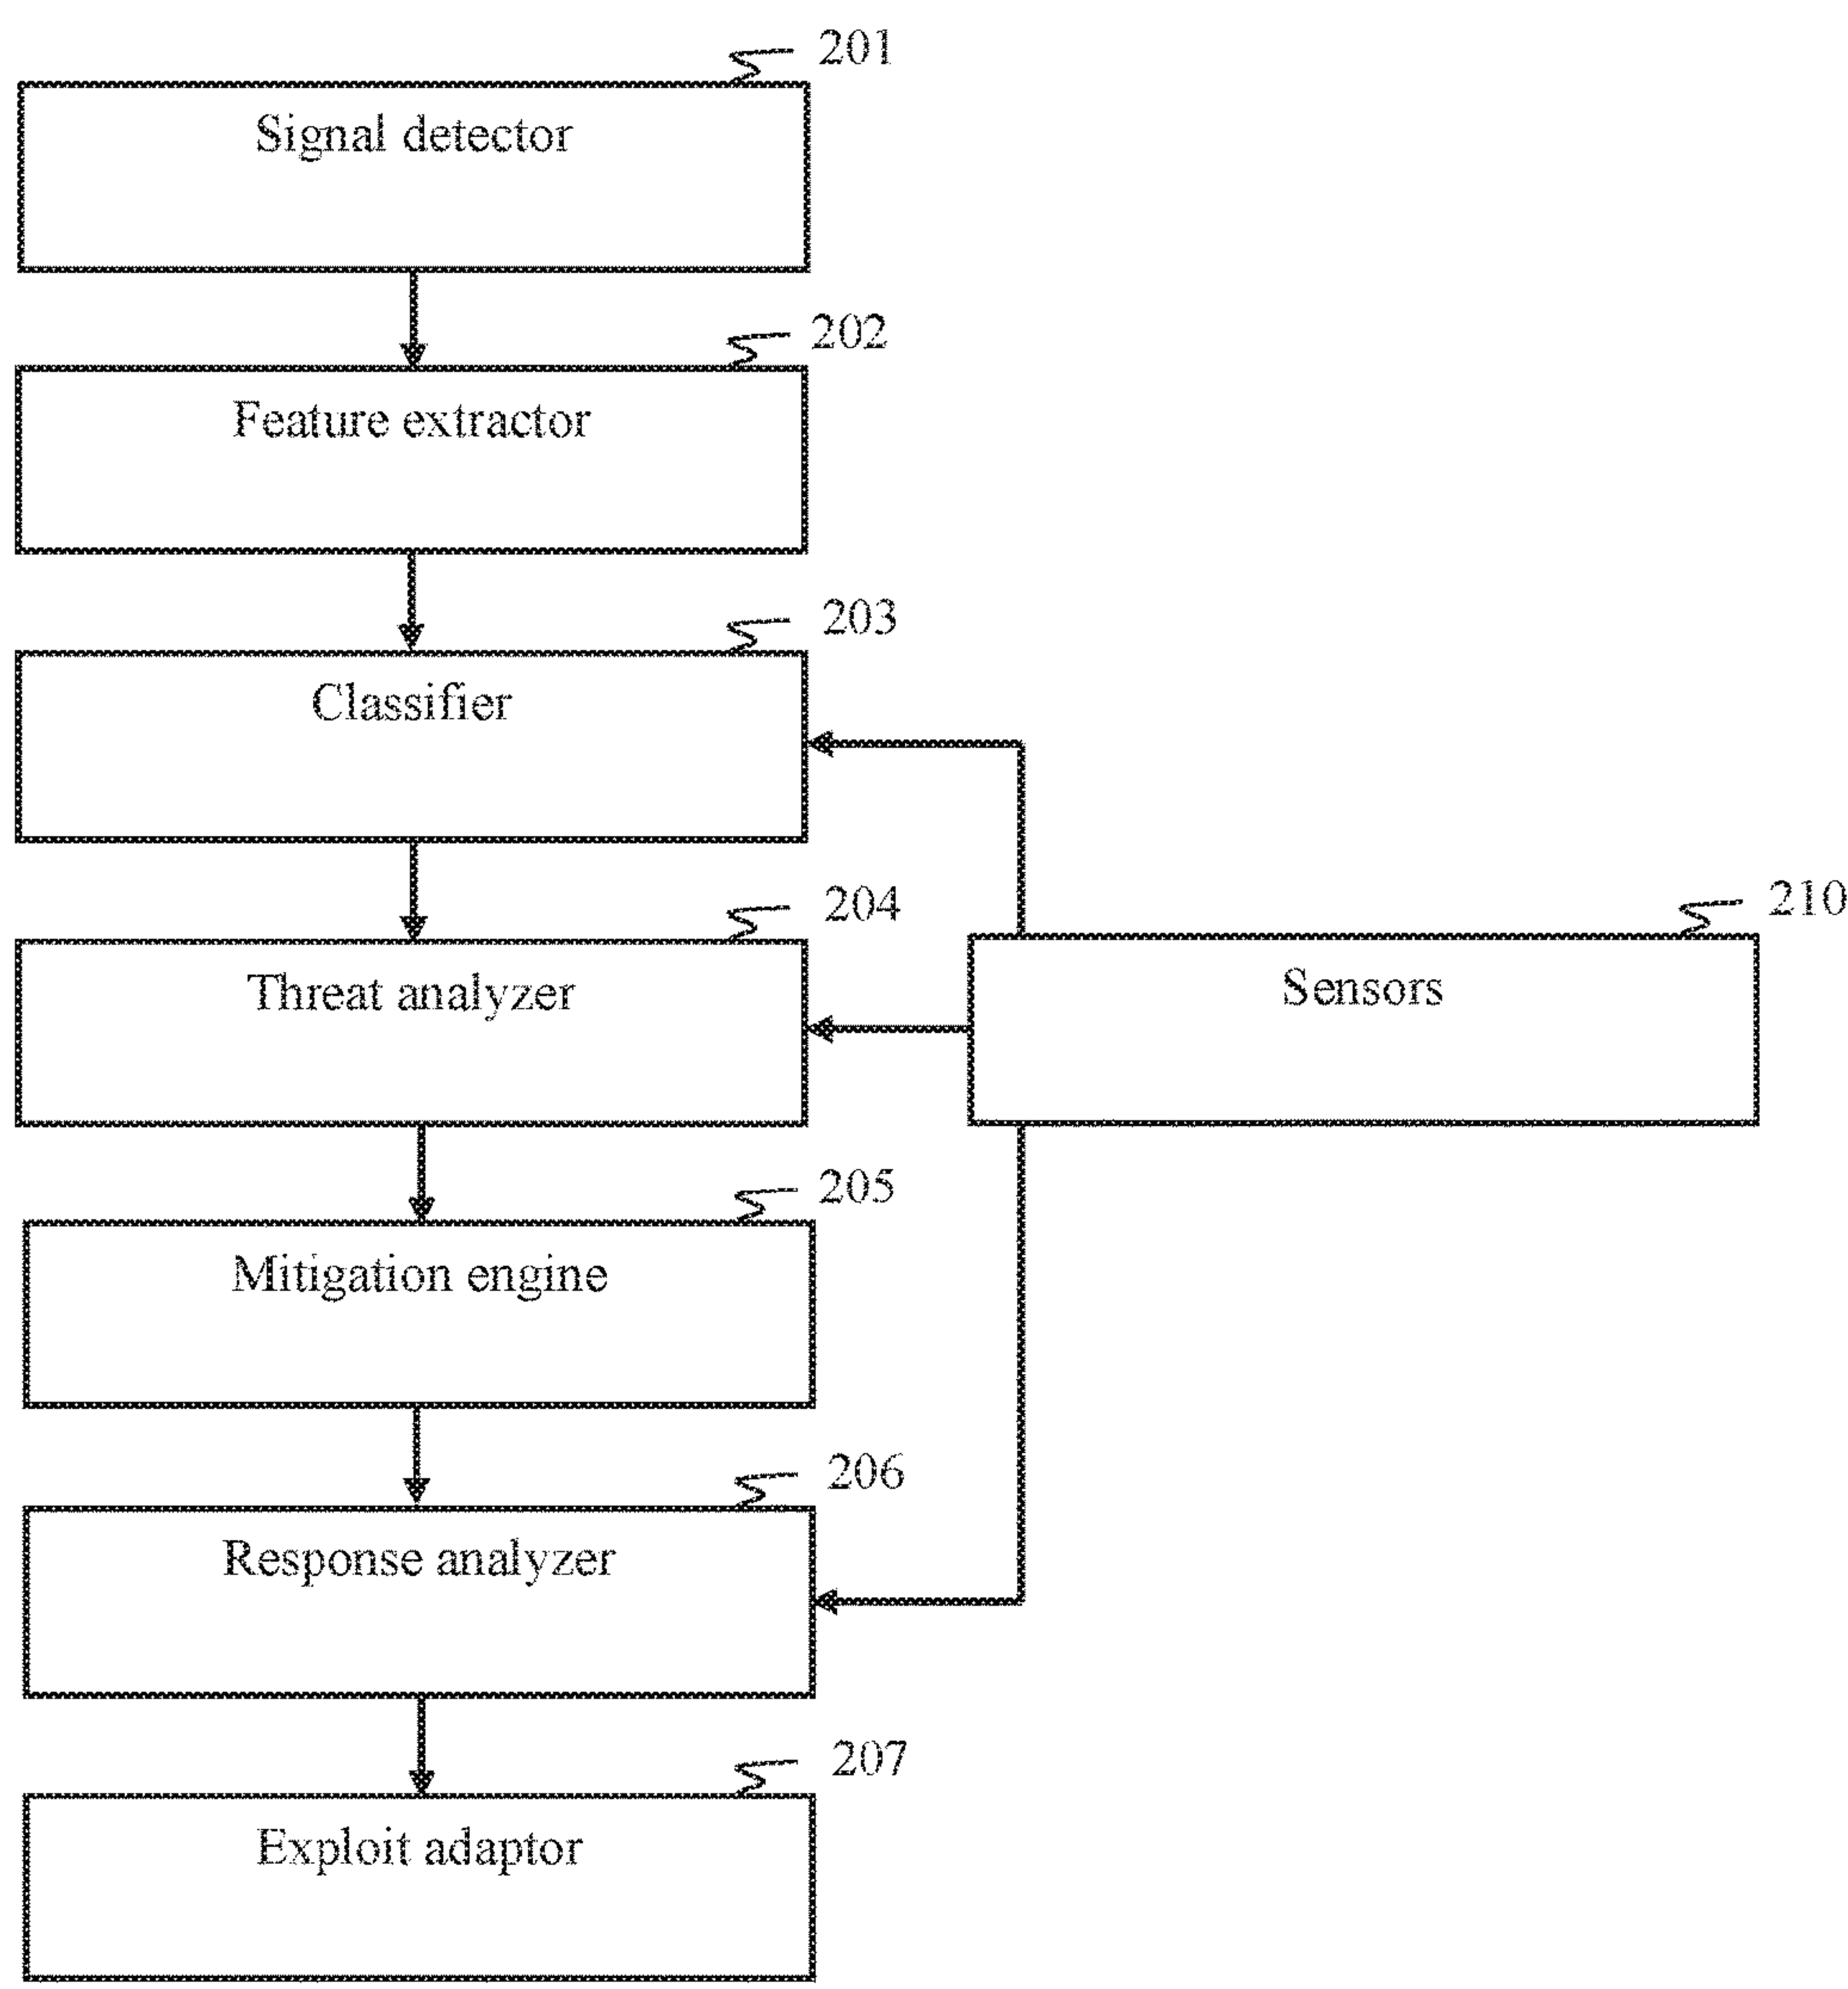 201
Signal detector
202
Feature extractor
203
Classifier
204
Threat analyzer
210
Sensors
205
Mitigation engine
206
Response analyzer
207
Exploit adaptor